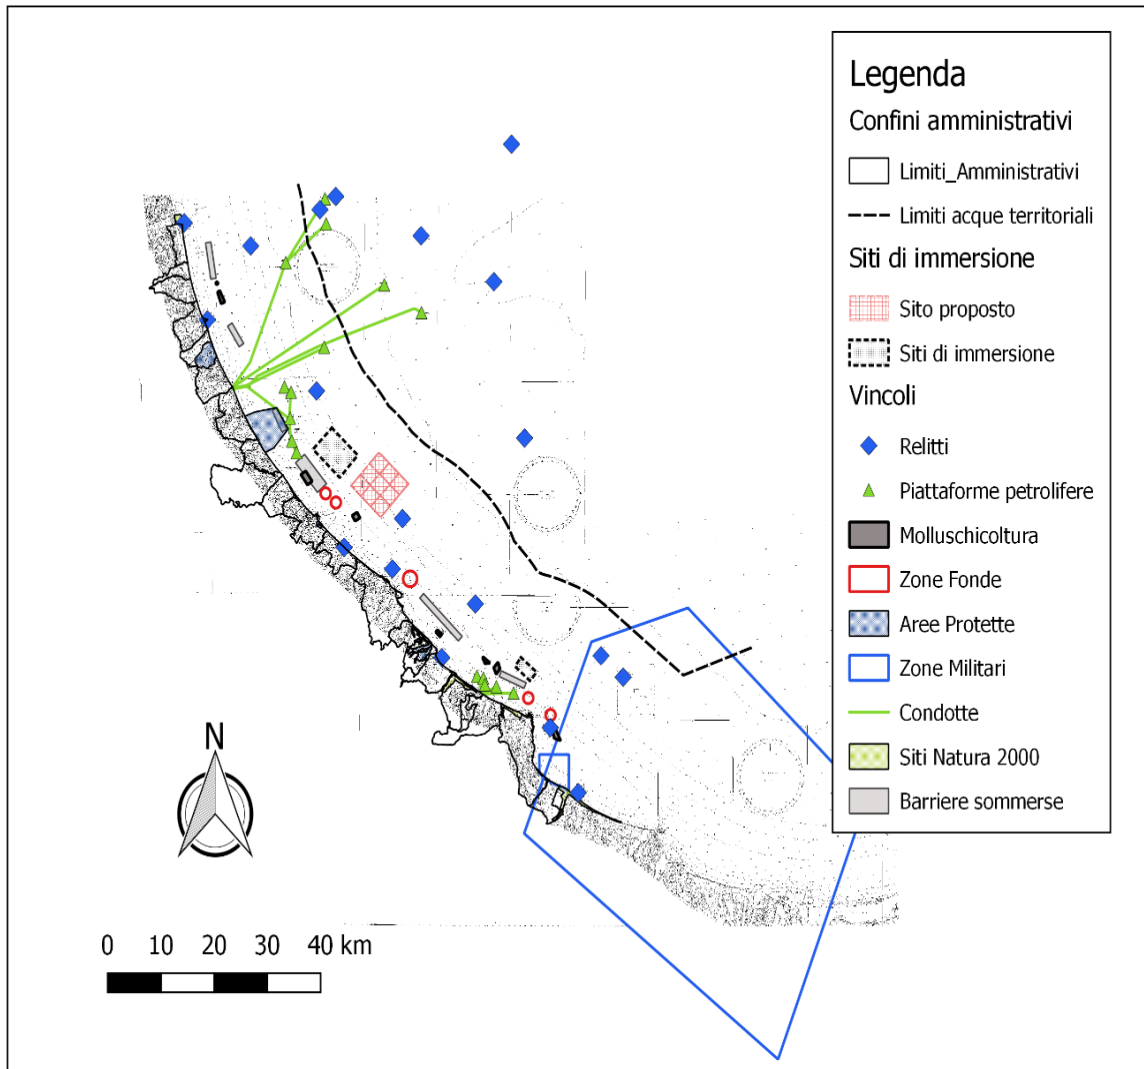 Legenda
Confini amministrativi
Limiti_Amministrativi
Limiti acque territoriali
Siti di immersione
Sito proposto
Siti di immersione
Vincoli
Relitti
Piattaforme petrolifere
Molluschicoltura
Zone Fonde
Aree Protette
Zone Militari
Condotte
Siti Natura 2000
Barriere sommerse
N
0 10 20 30 40 km